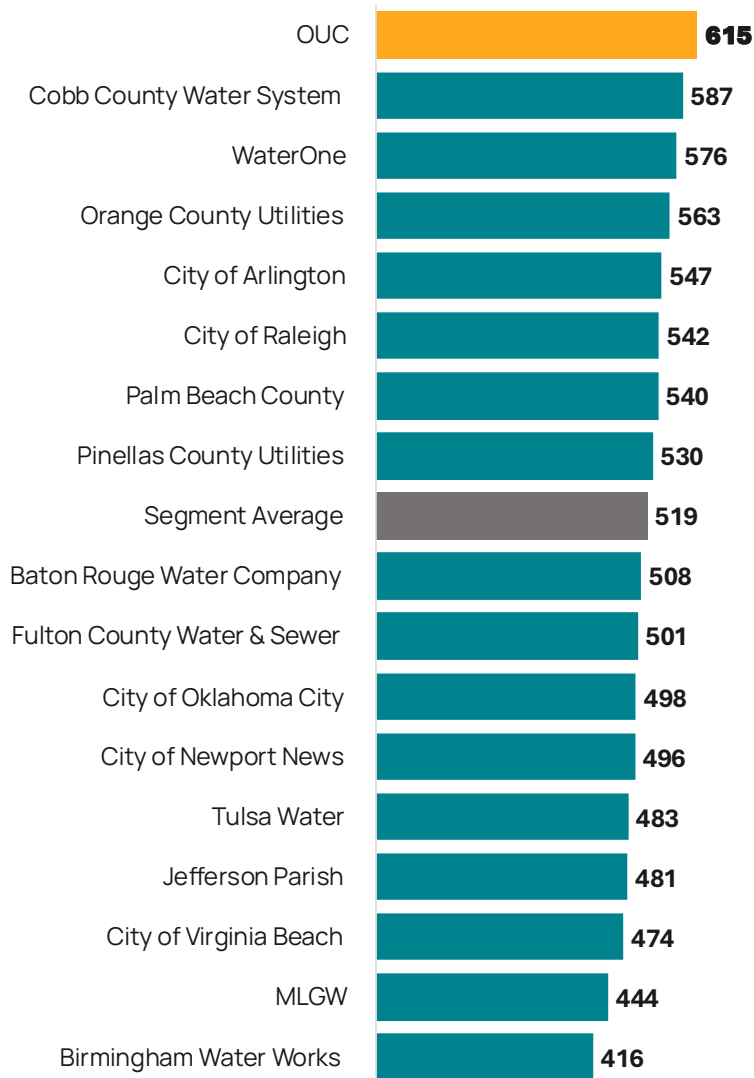 OUC 615
Cobb County Water System 587
WaterOne 576
Orange County Utilities 563
City of Arlington 547
City of Raleigh 542
Palm Beach County 540
Pinellas County Utilities 530
Segment Average 519
Baton Rouge Water Company 508
Fulton County Water & Sewer 501
City of Oklahoma City 498
City of Newport News 496
Tulsa Water 483
Jefferson Parish 481
City of Virginia Beach 474
MLGW 444
Birmingham Water Works 416